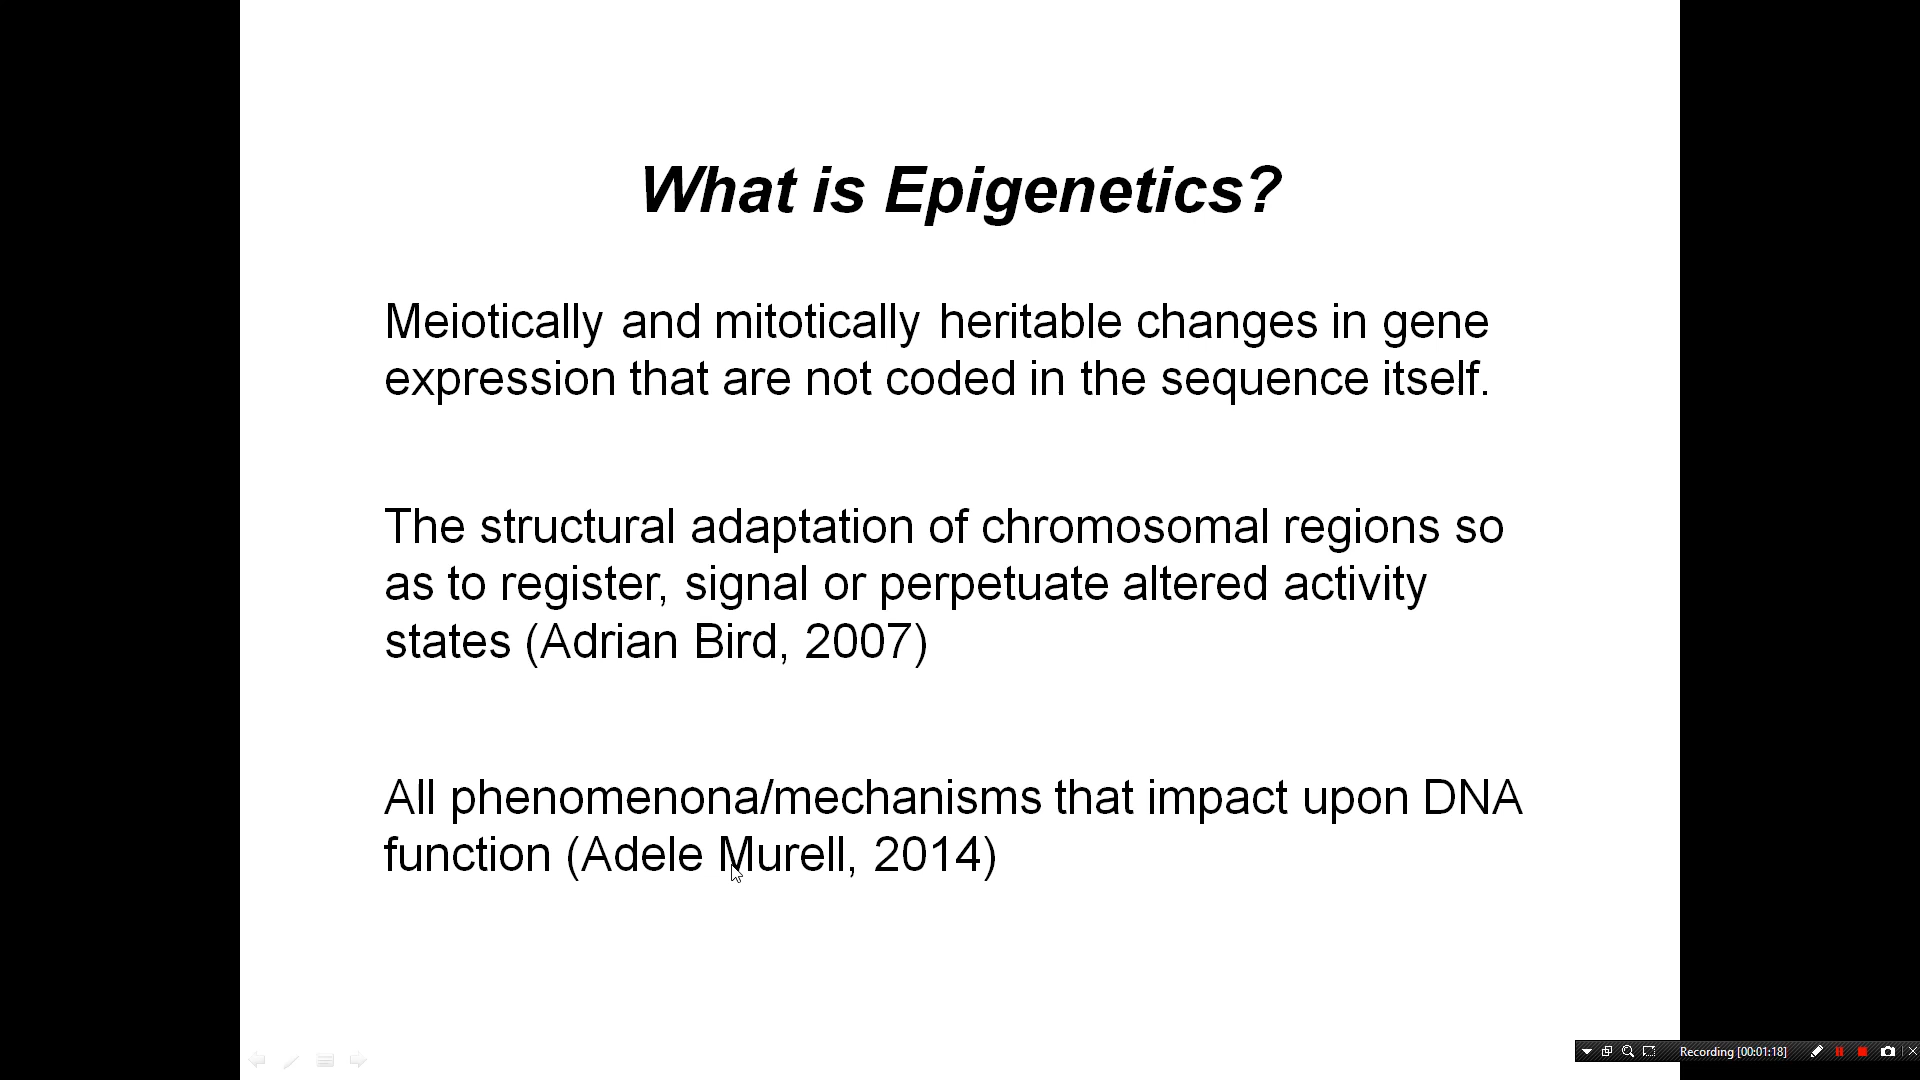 What is Epigenetics?
Meiotically and mitotically heritable changes in gene
expression that are not coded in the sequence itself.
The structural adaptation of chromosomal regions so
as to register, signal or perpetuate altered activity
states (Adrian Bird, 2007)
All phenomenona/mechanisms that impact upon DNA
function (Adele Murell, 2014)
Recording [00:01:18]